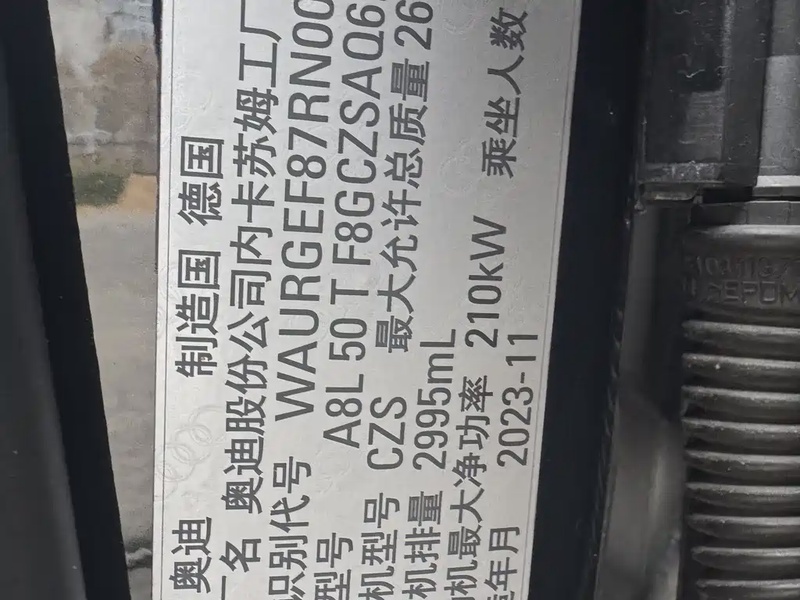 奥迪 制造国 德国
名 奥迪股份公司内卡苏姆工厂
识别代号 WAURGEF87RN00
型号 A8L 50 T F8GCZSAQ6
机型号 CZS 最大允许总质量 26
机排量 2995mL
机最大净功率 210kW 乘坐人数
年月 2023-11